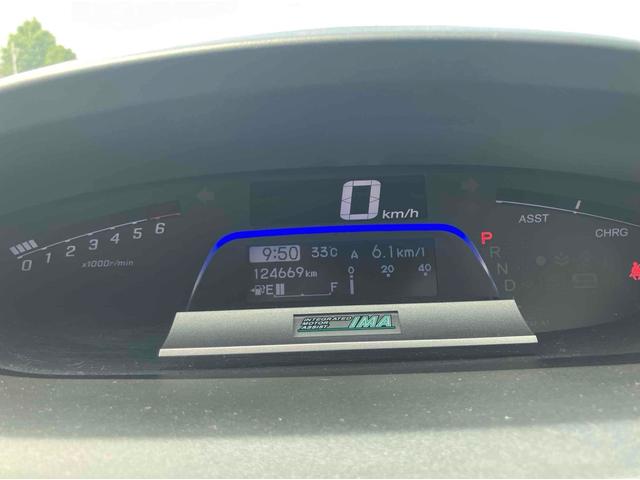 0 km/h
0 1 2 3 4 5 6
x1000r/min
ASST CHRG
P
R
N
D
9:50 33°C A 6.1km/l
124669km
0 20 40
E F
INTEGRATED
MOTOR
ASSIST
IMA